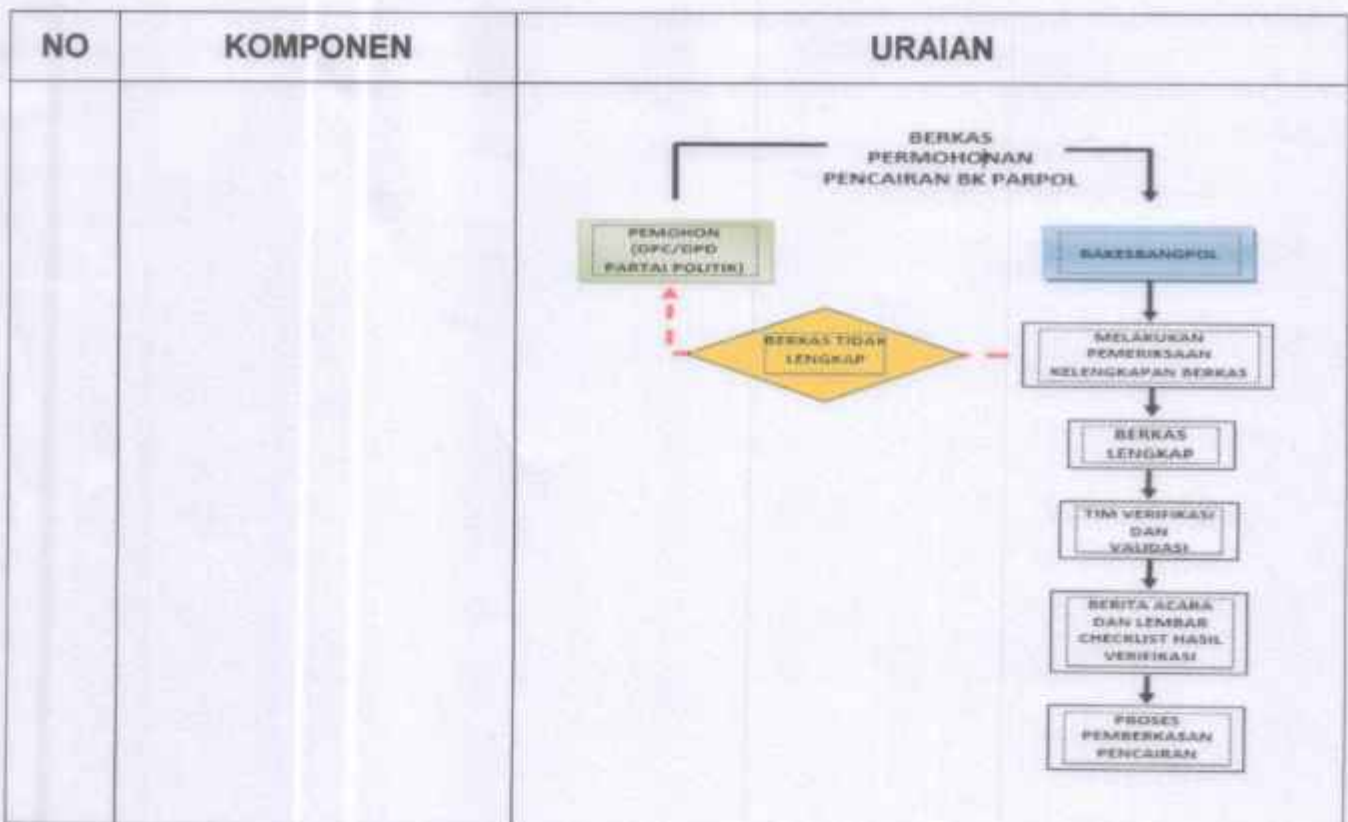 NO KOMPONEN URAIAN
BERKAS
PERMOHONAN
PENCAIRAN BK PARPOL
PEMOHON
(DPC/DPD
PARTAI POLITIK)
BAKESBANGPOL
BERKAS TIDAK
LENGKAP
MELAKUKAN
PEMERIKSAAN
KELENGKAPAN BERKAS
BERKAS
LENGKAP
TIM VERIFIKASI
DAN
VALIDASI
BERITA ACARA
DAN LEMBAR
CHECKLIST HASIL
VERIFIKASI
PROSES
PEMBERKASAN
PENCAIRAN